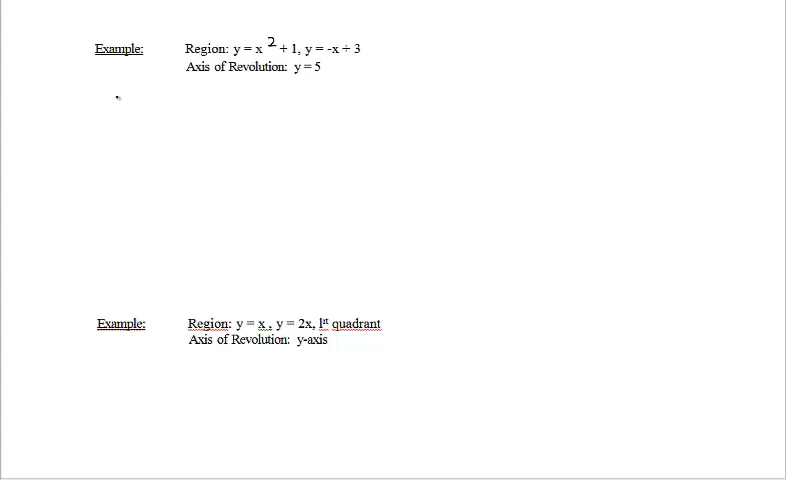 Example: Region: y = x 2 + 1, y = -x + 3
Axis of Revolution: y = 5
Example: Region: y = x, y = 2x, 1st quadrant
Axis of Revolution: y-axis